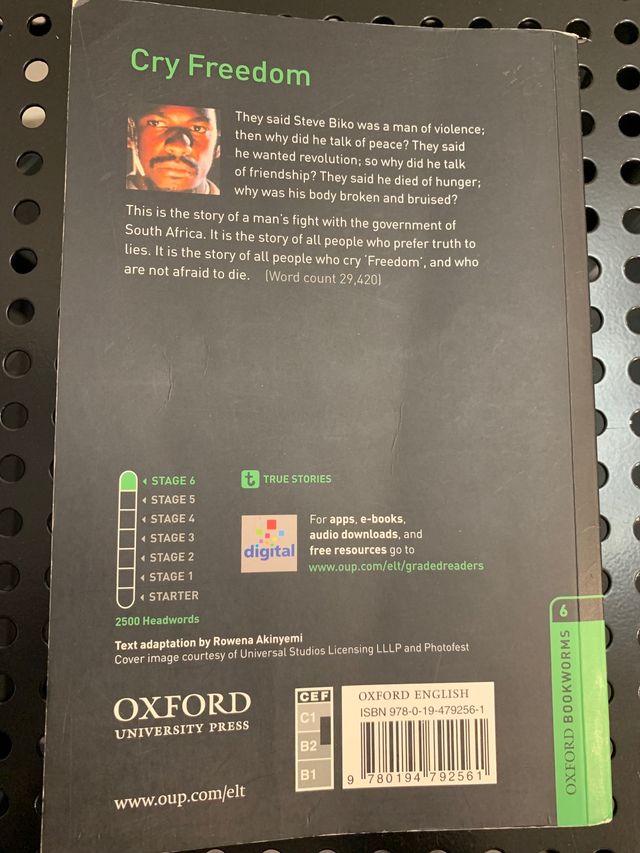 Cry Freedom
They said Steve Biko was a man of violence;
then why did he talk of peace? They said
he wanted revolution; so why did he talk
of friendship? They said he died of hunger;
why was his body broken and bruised?
This is the story of a man's fight with the government of
South Africa. It is the story of all people who prefer truth to
lies. It is the story of all people who cry 'Freedom', and who
are not afraid to die. (Word count 29,420)
STAGE 6
STAGE 5
STAGE 4
STAGE 3
STAGE 2
STAGE 1
STARTER
2500 Headwords
t TRUE STORIES
digital
For apps, e-books,
audio downloads, and
free resources go to
www.oup.com/elt/gradedreaders
Text adaptation by Rowena Akinyemi
Cover image courtesy of Universal Studios Licensing LLLP and Photofest
OXFORD
UNIVERSITY PRESS
www.oup.com/elt
CEF
C1
B2
B1
OXFORD ENGLISH
ISBN 978-0-19-479256-1
9 780194 792561
6
OXFORD BOOKWORMS